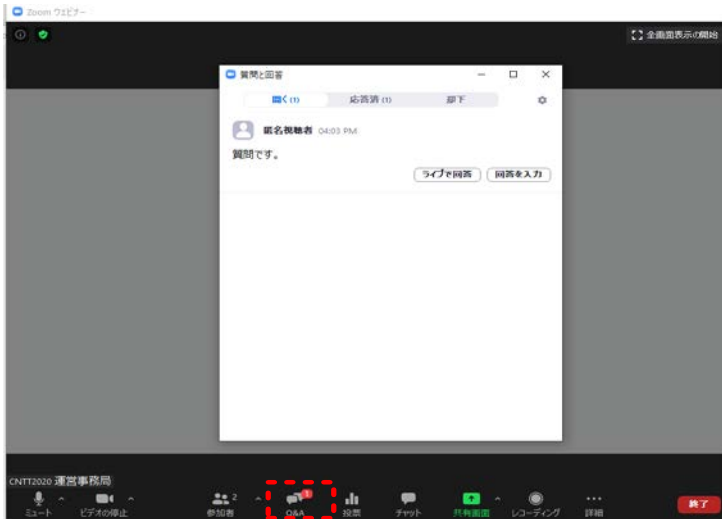 Zoom ウェビナー
全画面表示の開始
質問と回答
開く (1) 応答済 (1) 却下
匿名視聴者 04:03 PM
質問です。
ライブで回答 回答を入力
CNTT2020 運営事務局
2 1
ミュート ビデオの停止 参加者 Q&A 投票 チャット 共有画面 レコーディング 詳細 終了